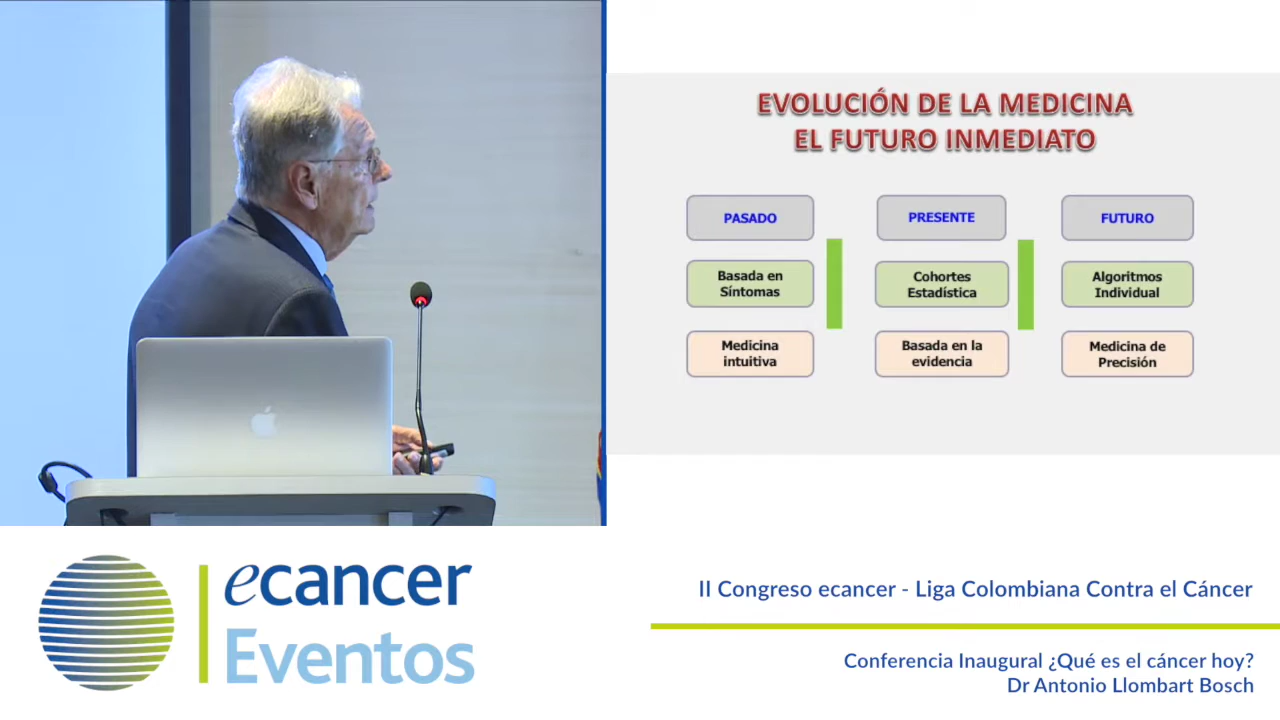 EVOLUCIÓN DE LA MEDICINA
EL FUTURO INMEDIATO
PASADO
PRESENTE
FUTURO
Basada en
Síntomas
Cohortes
Estadística
Algoritmos
Individual
Medicina
intuitiva
Basada en la
evidencia
Medicina de
Precisión
ecancer
Eventos
II Congreso ecancer - Liga Colombiana Contra el Cáncer
Conferencia Inaugural ¿Qué es el cáncer hoy?
Dr Antonio Llombart Bosch